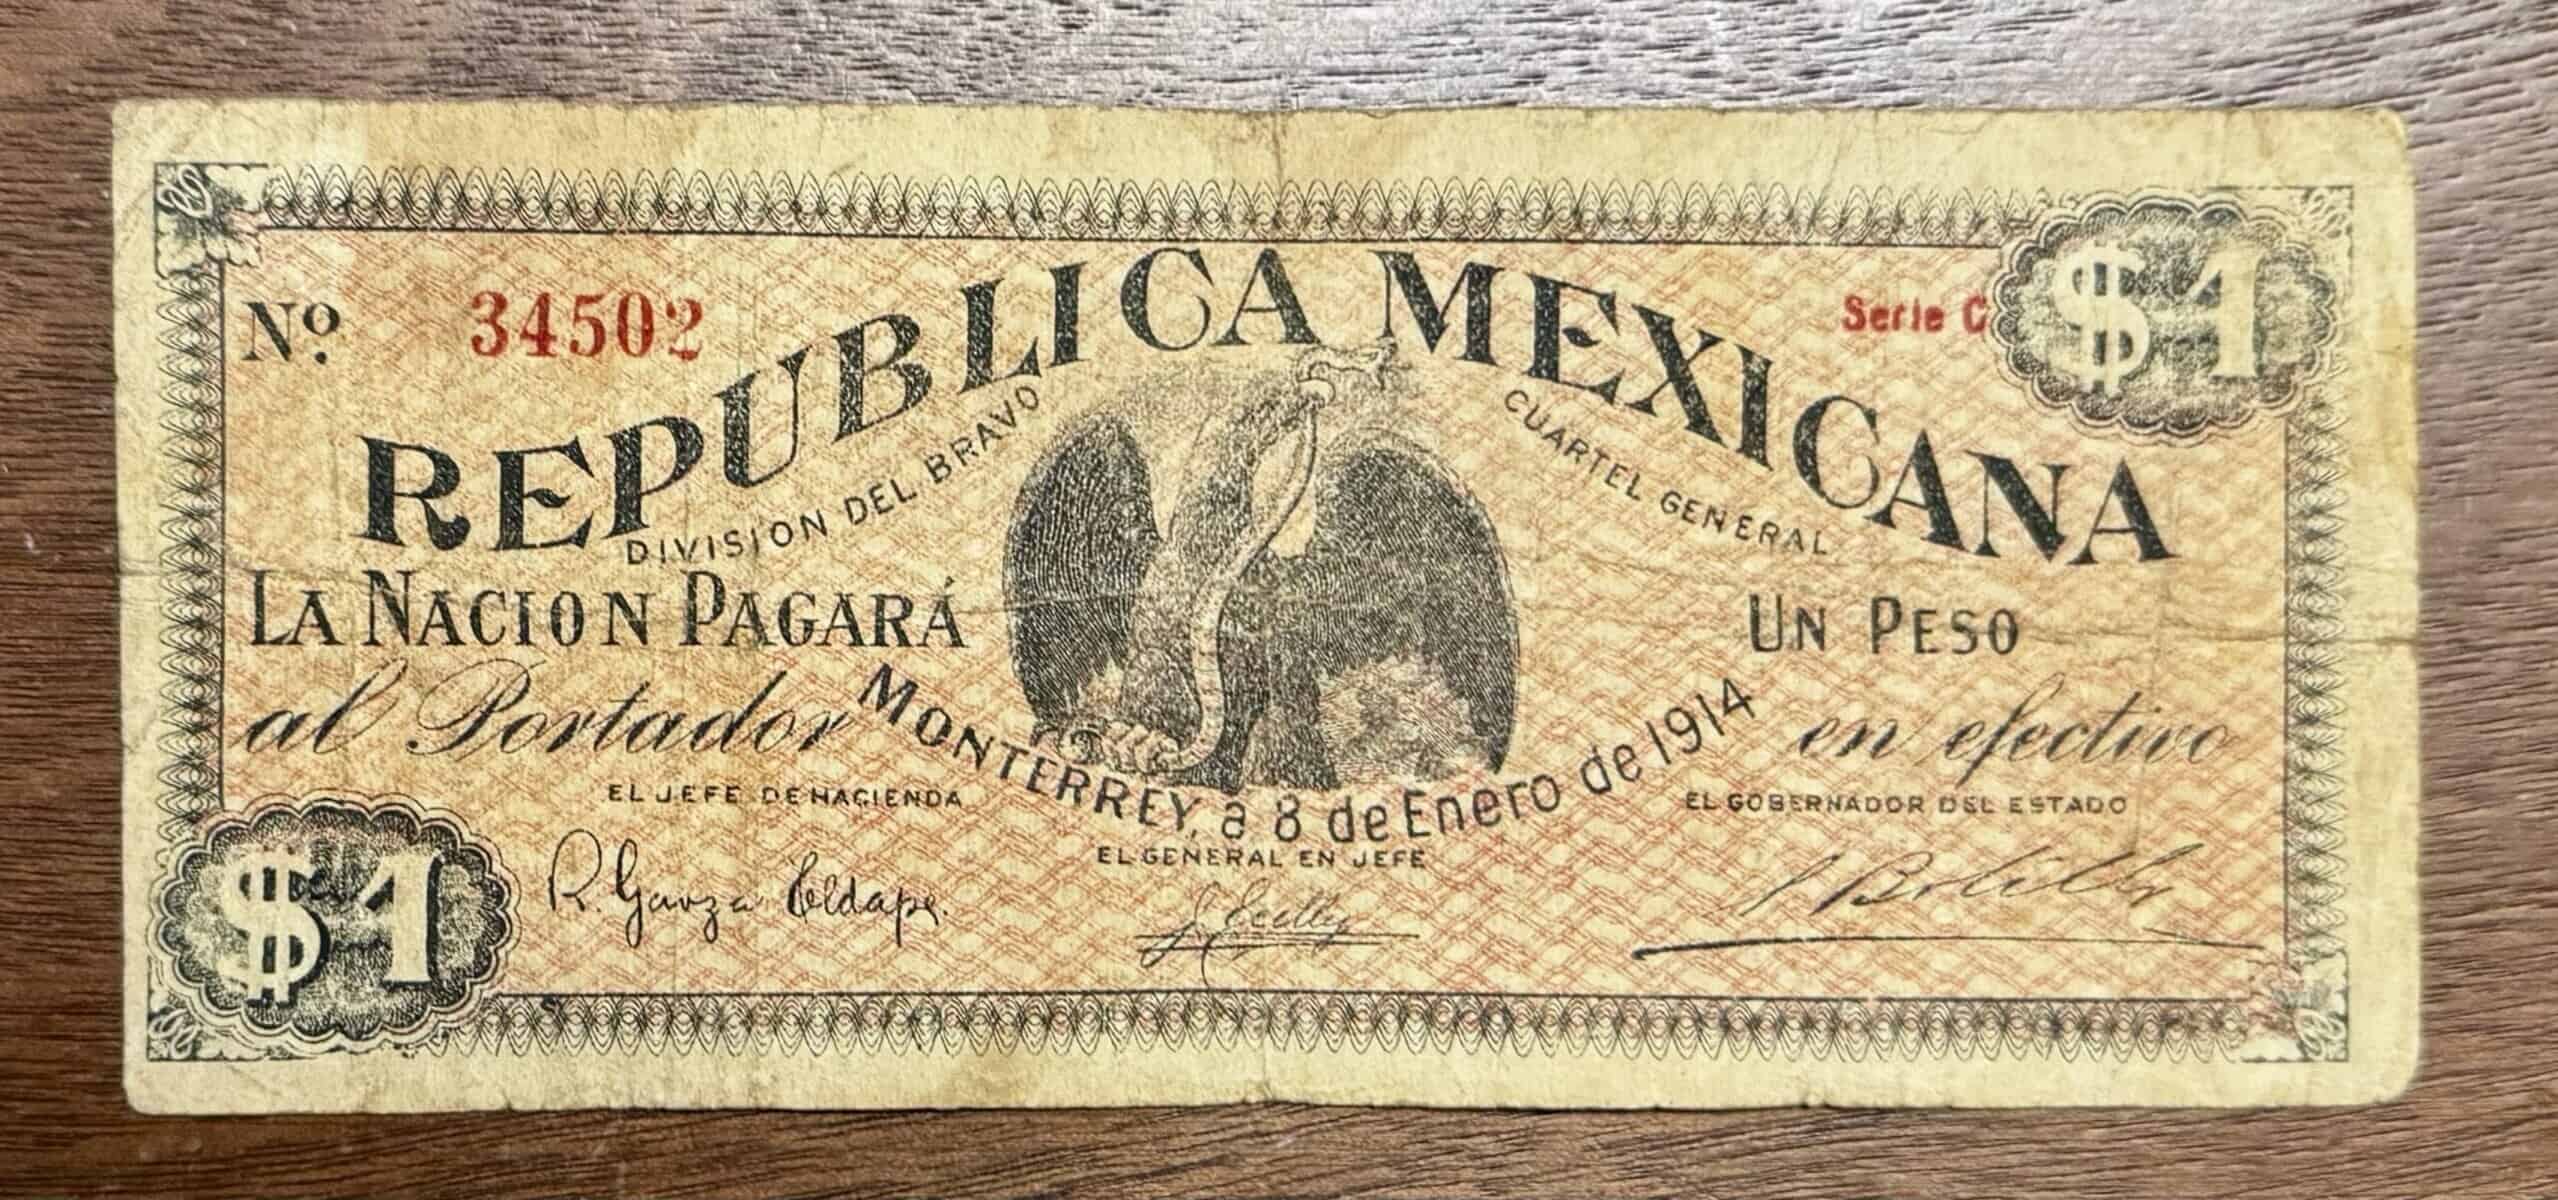 Nº. 34502
Serie C
$1
REPUBLICA MEXICANA
DIVISION DEL BRAVO
CUARTEL GENERAL
LA NACION PAGARÁ
UN PESO
al Portador
en efectivo
MONTERREY, a 8 de Enero de 1914
EL JEFE DE HACIENDA
EL GOBERNADOR DEL ESTADO
EL GENERAL EN JEFE
$1
R. Garza Eldape.